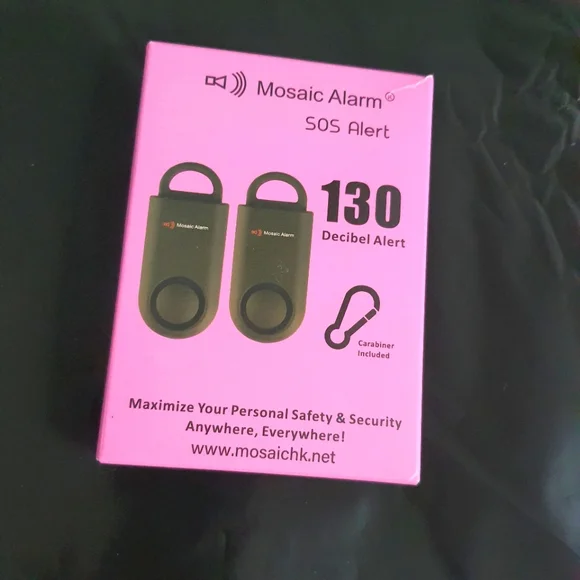 Mosaic Alarm®
SOS Alert
Mosaic Alarm
Mosaic Alarm
130
Decibel Alert
Carabiner
Included
Maximize Your Personal Safety & Security
Anywhere, Everywhere!
www.mosaichk.net